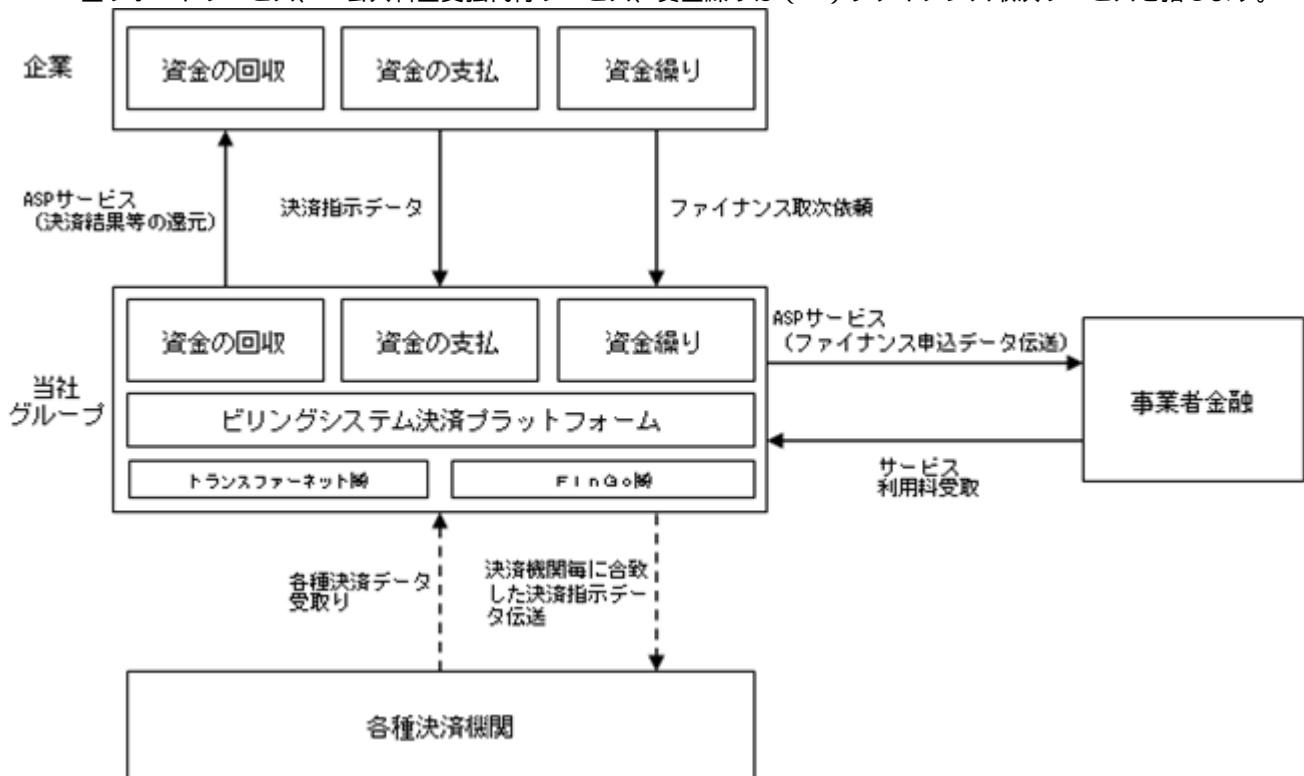 企業
資金の回収
資金の支払
資金繰り
ASPサービス
（決済結果等の還元）
決済指示データ
ファイナンス取次依頼
資金の回収
資金の支払
資金繰り
当社
グループ
ビリングシステム決済プラットフォーム
トランスファーネット㈱
ＦｉｎＧｏ㈱
ASPサービス
（ファイナンス申込データ伝送）
事業者金融
サービス
利用料受取
各種決済データ
受取り
決済機関毎に合致
した決済指示デー
タ伝送
各種決済機関